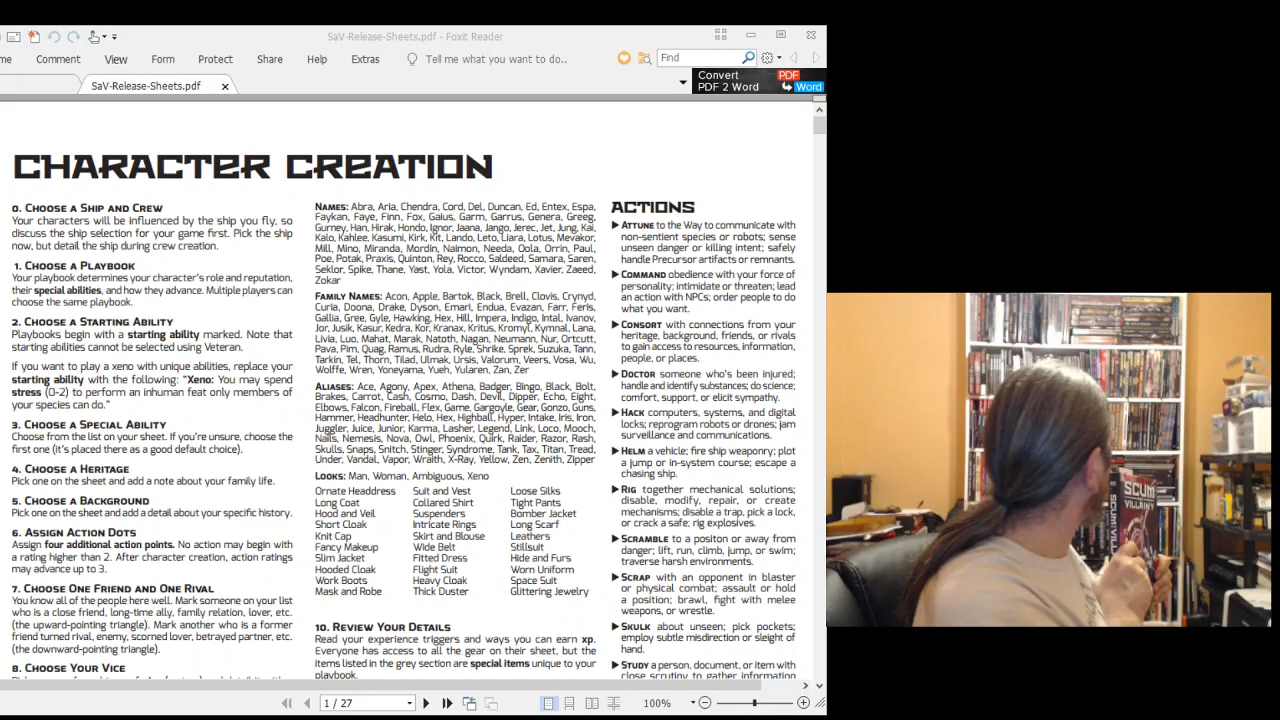 SaV-Release-Sheets.pdf - Foxit Reader
me Comment View Form Protect Share Help Extras Tell me what you want to do.. Find
SaV-Release-Sheets.pdf
Convert PDF
PDF 2 Word Word
CHARACTER CREATION
0. CHOOSE A SHIP AND CREW
Your characters will be influenced by the ship you fly, so
discuss the ship selection for your game first. Pick the ship
now, but detail the ship during crew creation.
1. CHOOSE A PLAYBOOK
Your playbook determines your character's role and reputation,
their special abilities, and how they advance. Multiple players can
choose the same playbook.
2. CHOOSE A STARTING ABILITY
Playbooks begin with a starting ability marked. Note that
starting abilities cannot be selected using Veteran.
If you want to play a xeno with unique abilities, replace your
starting ability with the following: "Xeno: You may spend
stress (0-2) to perform an inhuman feat only members of
your species can do."
3. CHOOSE A SPECIAL ABILITY
Choose from the list on your sheet. If you're unsure, choose the
first one (it's placed there as a good default choice).
4. CHOOSE A HERITAGE
Pick one on the sheet and add a note about your family life.
5. CHOOSE A BACKGROUND
Pick one on the sheet and add a detail about your specific history.
6. ASSIGN ACTION DOTS
Assign four additional action points. No action may begin with
a rating higher than 2. After character creation, action ratings
may advance up to 3.
7. CHOOSE ONE FRIEND AND ONE RIVAL
You know all of the people here well. Mark someone on your list
who is a close friend, long-time ally, family relation, lover, etc.
(the upward-pointing triangle). Mark another who is a former
friend turned rival, enemy, scorned lover, betrayed partner, etc.
(the downward-pointing triangle).
8. CHOOSE YOUR VICE
NAMES: Abra, Aria, Chendra, Cord, Del, Duncan, Ed, Entex, Espa,
Faykan, Faye, Finn, Fox, Gaius, Garm, Garrus, Genera, Greeg,
Gurney, Han, Hirak, Hondo, Ignor, Jaana, Jango, Jerec, Jet, Jung, Kai,
Kalo, Kahlee, Kasumi, Kirk, Kit, Lando, Leto, Liara, Lotus, Mevakor,
Mill, Mino, Miranda, Mordin, Naimon, Needa, Oola, Orrin, Paul,
Poe, Potak, Praxis, Quinton, Rey, Rocco, Saldeed, Samara, Saren,
Seklor, Spike, Thane, Yast, Yola, Victor, Wyndam, Xavier, Zaeed,
Zokar
FAMILY NAMES: Acon, Apple, Bartok, Black, Brell, Clovis, Crynyd,
Curla, Doona, Drake, Dyson, Emari, Endua, Evazan, Farr, Feris,
Gallia, Gree, Gyle, Hawking, Hex, Hill, Impera, Indigo, Intal, Ivanov,
Jor, Jusik, Kasur, Kedra, Kor, Kranax, Kritus, Kromyl, Kymnal, Lana,
Livia, Luo, Mahat, Marak, Natoth, Nagan, Neumann, Nur, Ortcutt,
Pava, Pim, Quag, Ramus, Rudra, Ryle, Shrike, Sprek, Suzuka, Tann,
Tarkin, Tel, Thorn, Tilad, Ulmak, Ursis, Valorum, Veers, Vosa, Wu,
Wolffe, Wren, Yoneyama, Yueh, Yularen, Zan, Zer
ALIASES: Ace, Agony, Apex, Athena, Badger, Bingo, Black, Bolt,
Brakes, Carrot, Cash, Cosmo, Dash, Devil, Dipper, Echo, Eight,
Elbows, Falcon, Fireball, Flex, Game, Gargoyle, Gear, Gonzo, Guns,
Hammer, Headhunter, Helo, Hex, Highball, Hyper, Intake, Iris, Iron,
Juggler, Juice, Junior, Karma, Lasher, Legend, Link, Loco, Mooch,
Nails, Nemesis, Nova, Owl, Phoenix, Quirk, Raider, Razor, Rash,
Skulls, Snaps, Snitch, Stinger, Syndrome, Tank, Tax, Titan, Tread,
Under, Vandal, Vapor, Wraith, X-Ray, Yellow, Zen, Zenith, Zipper
LOOKS: Man, Woman, Ambiguous, Xeno
Ornate Headdress Suit and Vest Loose Silks
Long Coat Collared Shirt Tight Pants
Hood and Veil Suspenders Bomber Jacket
Short Cloak Intricate Rings Long Scarf
Knit Cap Skirt and Blouse Leathers
Fancy Makeup Wide Belt Stillsuit
Slim Jacket Fitted Dress Hide and Furs
Hooded Cloak Flight Suit Worn Uniform
Work Boots Heavy Cloak Space Suit
Mask and Robe Thick Duster Glittering Jewelry
10. REVIEW YOUR DETAILS
Read your experience triggers and ways you can earn xp.
Everyone has access to all the gear on their sheet, but the
items listed in the grey section are special items unique to your
playbook.
ACTIONS
ATTUNE to the Way to communicate with
non-sentient species or robots; sense
unseen danger or killing intent; safely
handle Precursor artifacts or remnants.
COMMAND obedience with your force of
personality; intimidate or threaten; lead
an action with NPCs; order people to do
what you want.
CONSORT with connections from your
heritage, background, friends, or rivals
to gain access to resources, information,
people, or places.
DOCTOR someone who's been injured;
handle and identify substances; do science;
comfort, support, or elicit sympathy.
HACK computers, systems, and digital
locks; reprogram robots or drones; jam
surveillance and communications.
HELM a vehicle; fire ship weaponry; plot
a jump or in-system course; escape a
chasing ship.
RIG together mechanical solutions;
disable, modify, repair, or create
mechanisms; disable a trap, pick a lock,
or crack a safe; rig explosives.
SCRAMBLE to a positon or away from
danger; lift, run, climb, jump, or swim;
traverse harsh environments.
SCRAP with an opponent in blaster
or physical combat; assault or hold
a position; brawl, fight with melee
weapons, or wrestle.
SKULK about unseen; pick pockets;
employ subtle misdirection or sleight of
hand.
STUDY a person, document, or item with
close scrutiny to gather information
1 / 27 100%
SCUM
VILLAINY